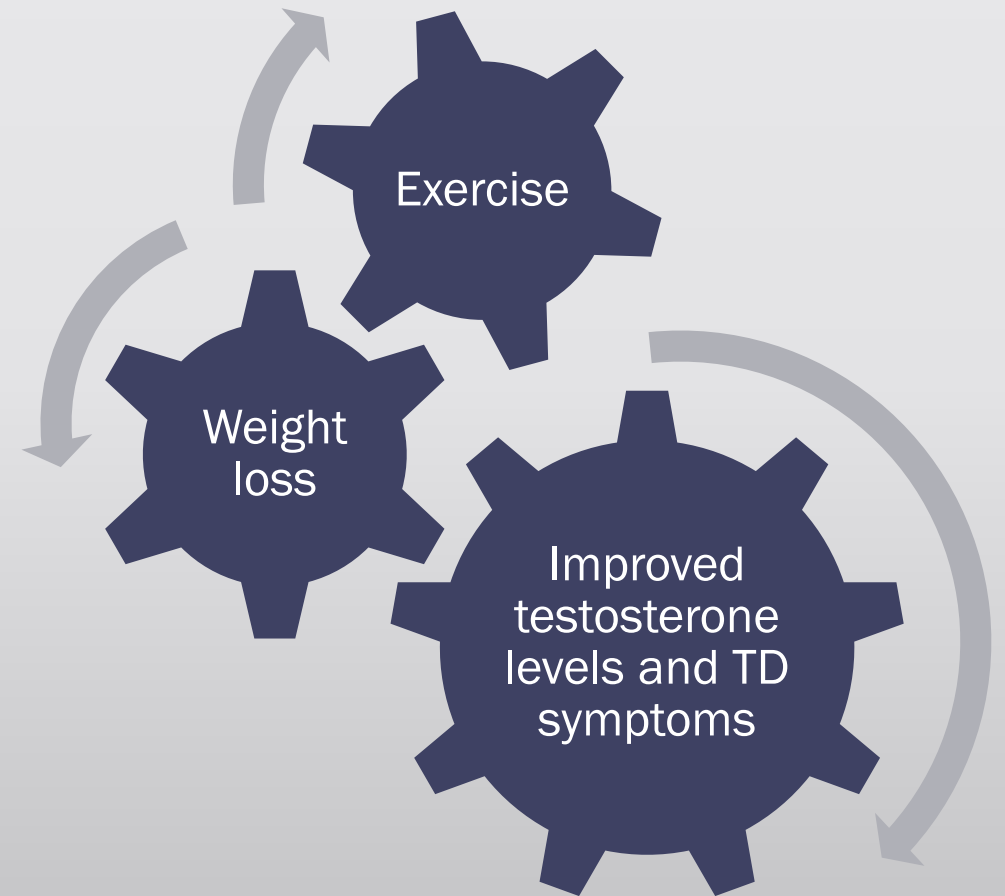 Exercise
Weight
loss
Improved
testosterone
levels and TD
symptoms